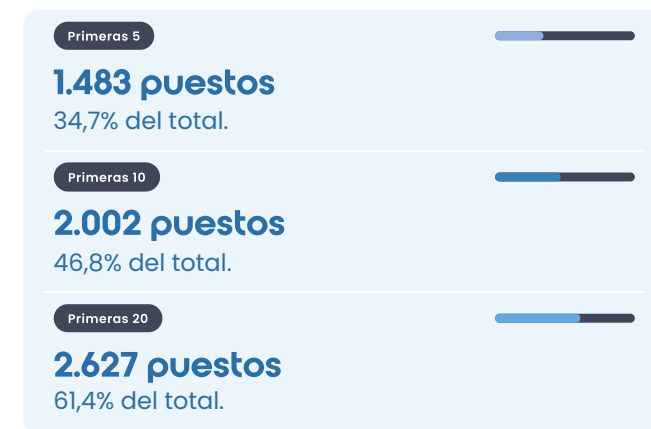 Primeras 5
1.483 puestos
34,7% del total.
Primeras 10
2.002 puestos
46,8% del total.
Primeras 20
2.627 puestos
61,4% del total.